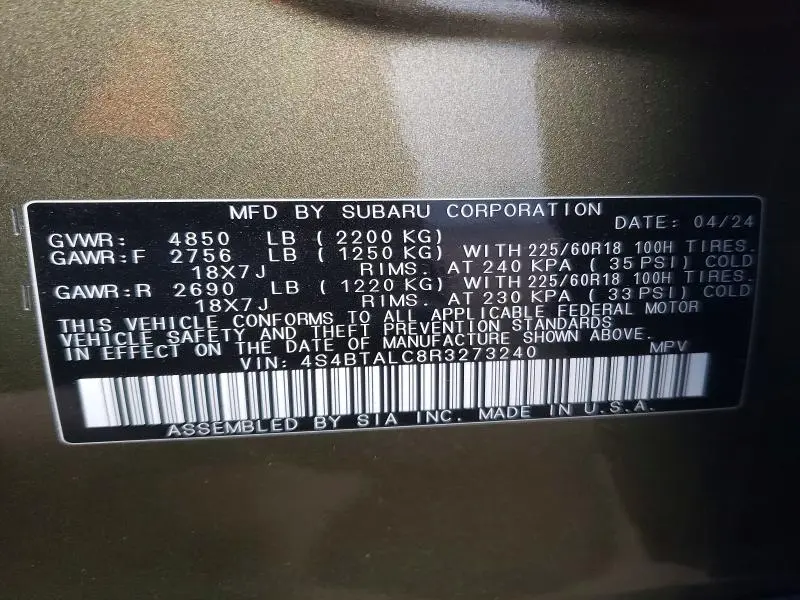 MFD BY SUBARU CORPORATION DATE: 04/24
GVWR: 4850 LB (2200 KG)
GAWR:F 2756 LB (1250 KG) WITH 225/60R18 100H TIRES.
18X7J RIMS. AT 240 KPA (35 PSI) COLD
GAWR:R 2690 LB (1220 KG) WITH 225/60R18 100H TIRES.
18X7J RIMS. AT 230 KPA (33 PSI) COLD
THIS VEHICLE CONFORMS TO ALL APPLICABLE FEDERAL MOTOR
VEHICLE SAFETY AND THEFT PREVENTION STANDARDS
IN EFFECT ON THE DATE OF MANUFACTURE SHOWN ABOVE.
VIN: 4S4BTALC8R3273240 MPV
ASSEMBLED BY SIA INC. MADE IN U.S.A.